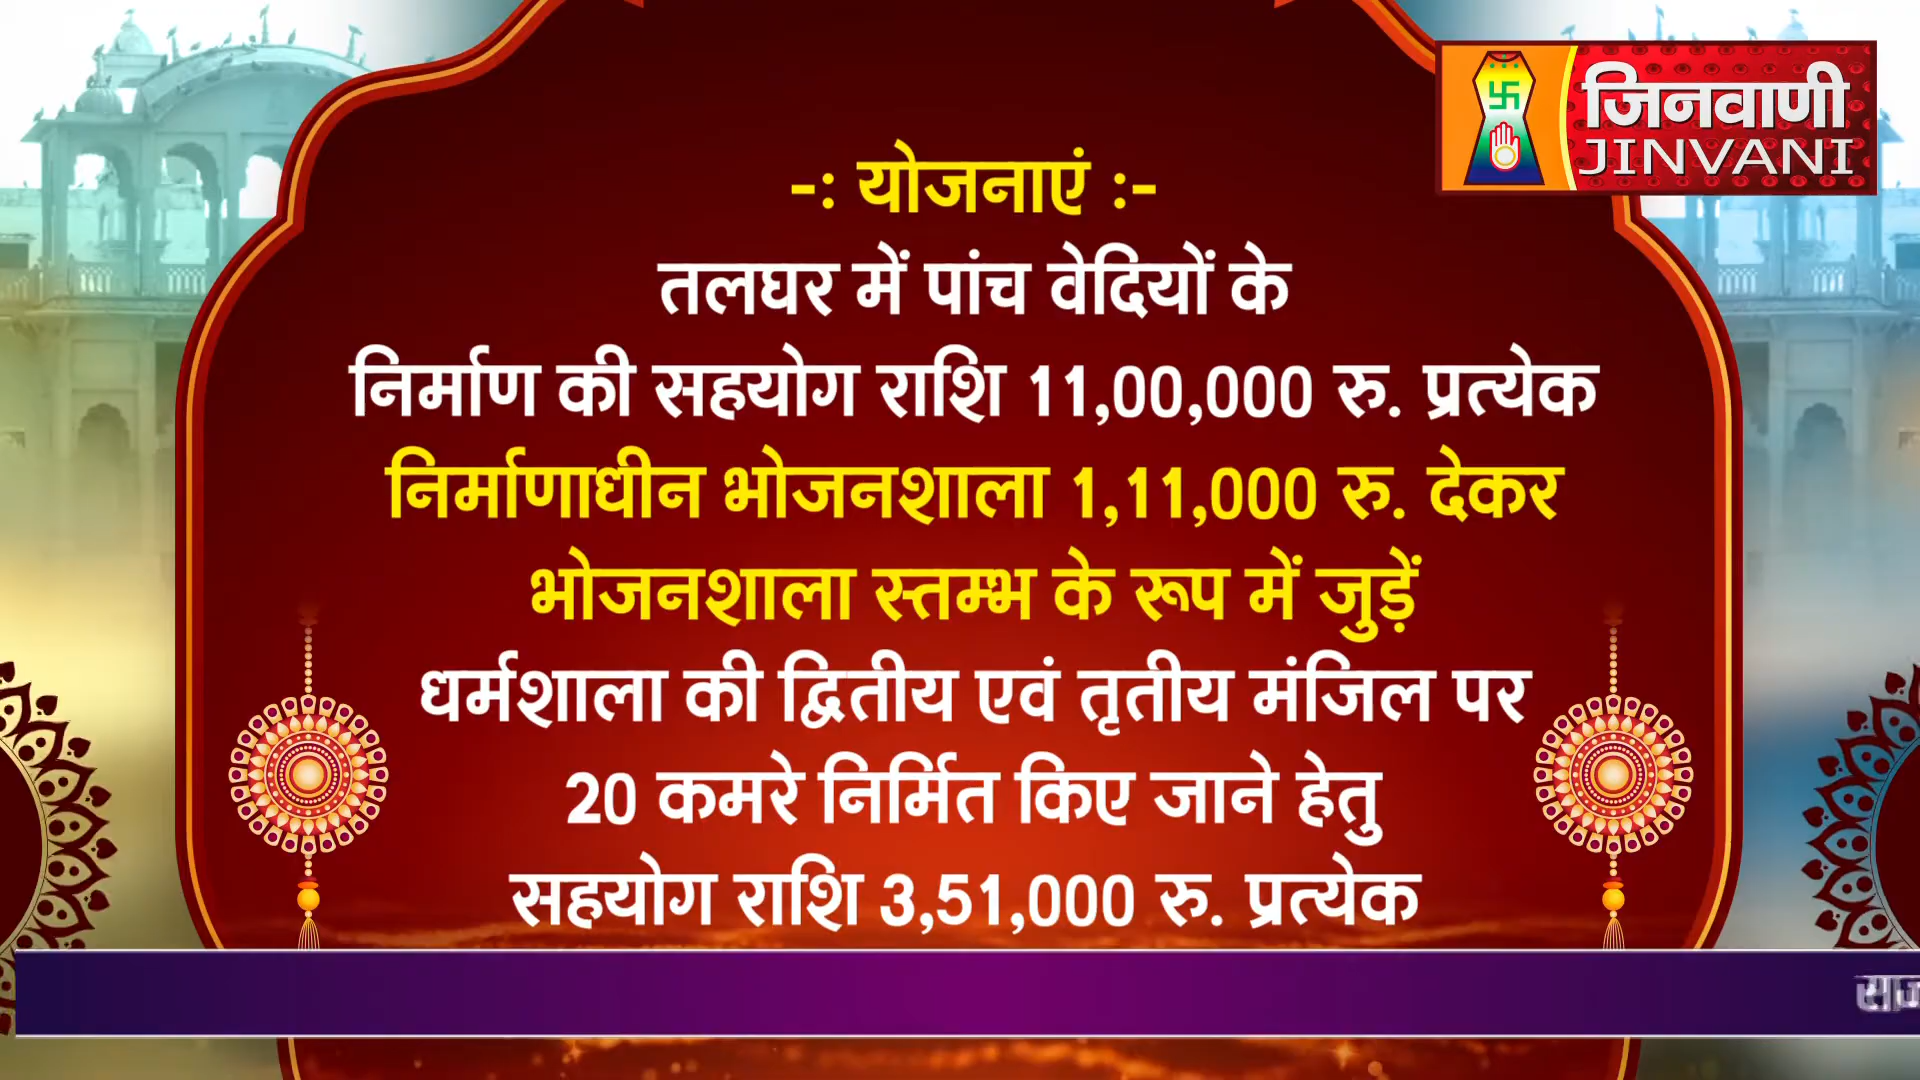 जिनवाणी
JINVANI
-: योजनाएं :-
तलघर में पांच वेदियों के
निर्माण की सहयोग राशि 11,00,000 रु. प्रत्येक
निर्माणाधीन भोजनशाला 1,11,000 रु. देकर
भोजनशाला स्तम्भ के रूप में जुड़ें
धर्मशाला की द्वितीय एवं तृतीय मंजिल पर
20 कमरे निर्मित किए जाने हेतु
सहयोग राशि 3,51,000 रु. प्रत्येक